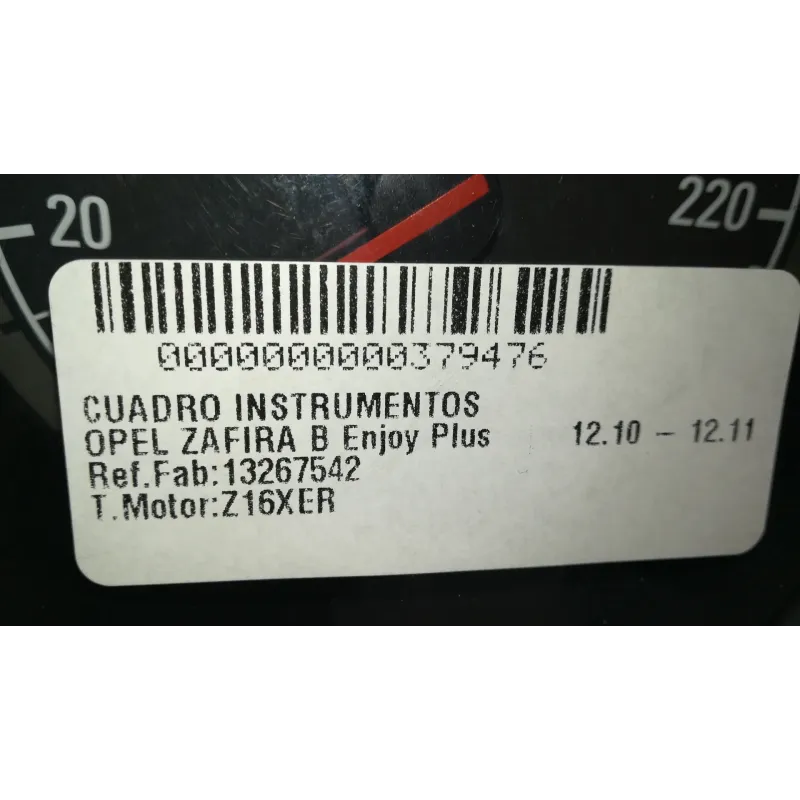 20
220
0000000000379476
CUADRO INSTRUMENTOS
OPEL ZAFIRA B Enjoy Plus 12.10 - 12.11
Ref.Fab:13267542
T.Motor:Z16XER